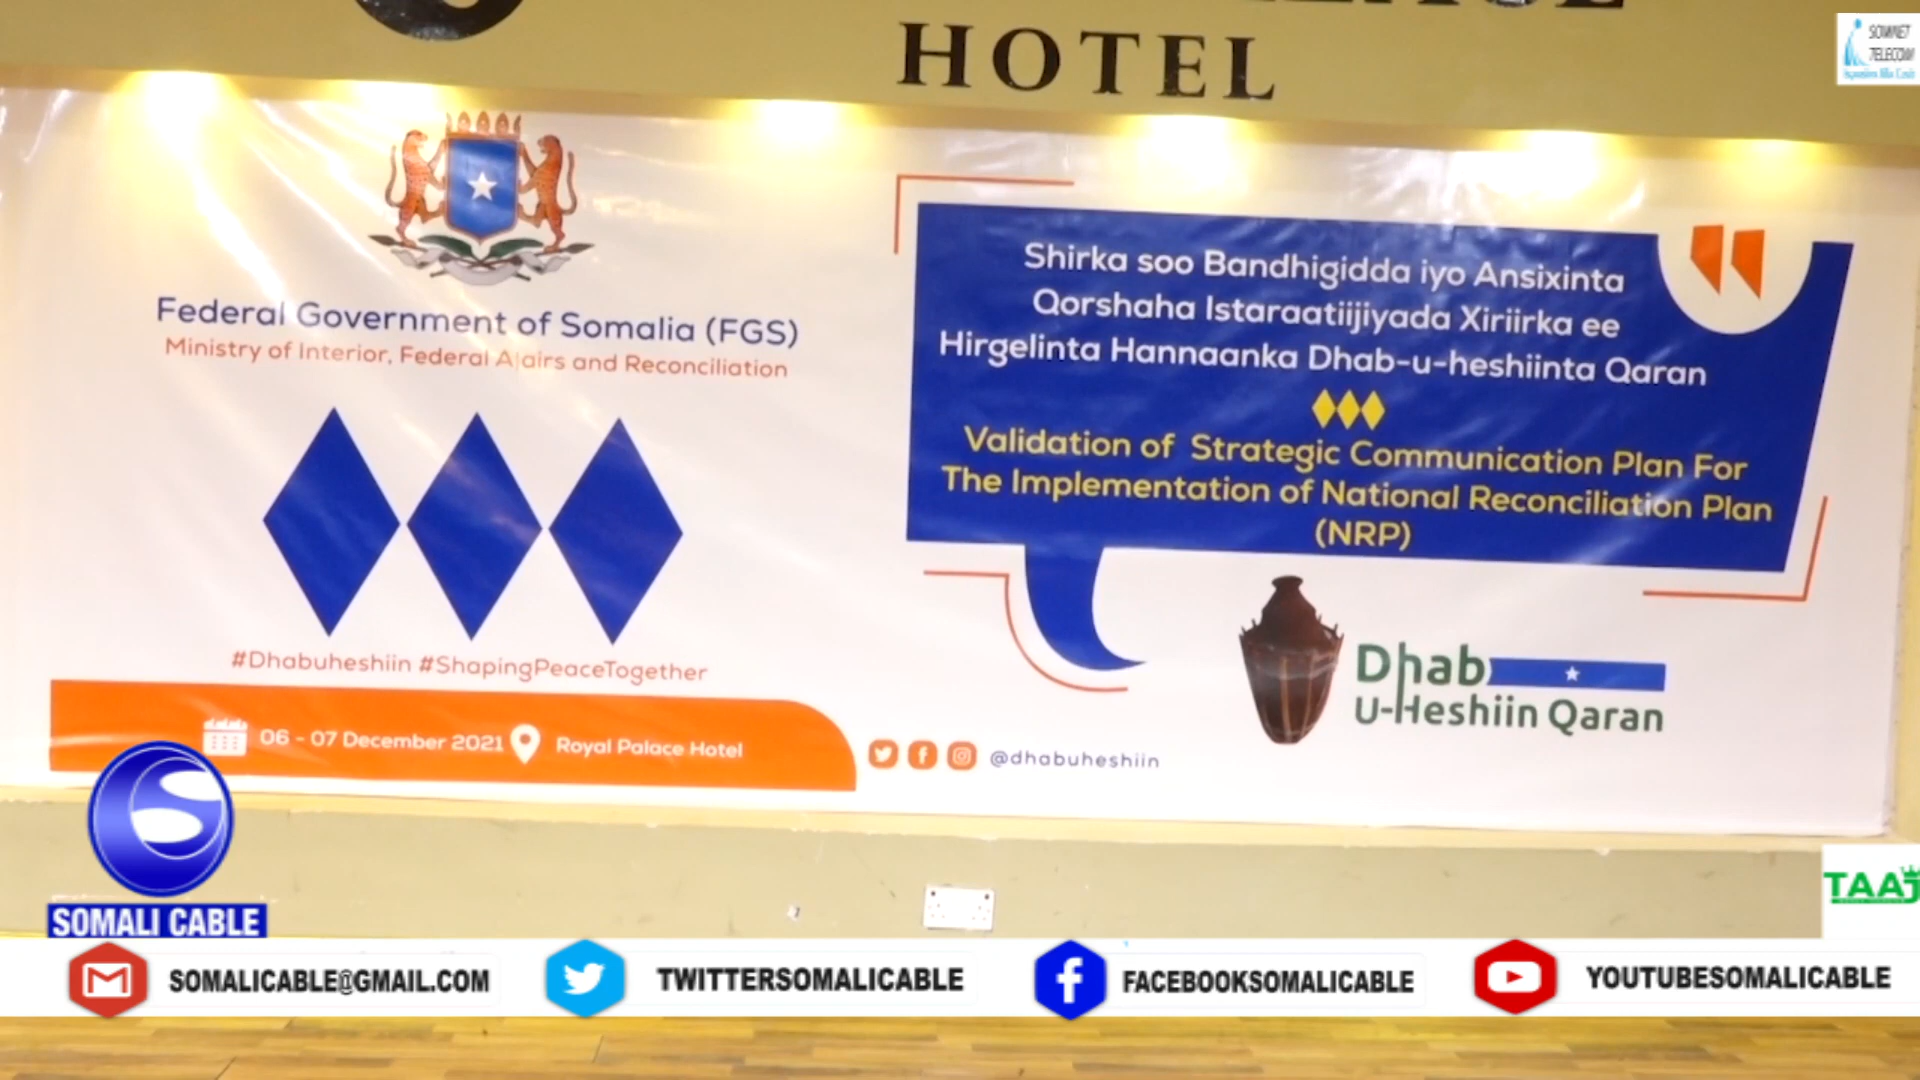 HOTEL
SOMNET
TELECOM
Federal Government of Somalia (FGS)
Ministry of Interior, Federal Affairs and Reconciliation
#Dhabuheshiin #ShapingPeaceTogether
06 - 07 December 2021
Royal Palace Hotel
@dhabuheshiin
Shirka soo Bandhigidda iyo Ansixinta
Qorshaha Istaraatiijiyada Xiriirka ee
Hirgelinta Hannaanka Dhab-u-heshiinta Qaran
Validation of Strategic Communication Plan For
The Implementation of National Reconciliation Plan
(NRP)
Dhab
U-Heshiin Qaran
SOMALI CABLE
TAAJ
SOMALICABLE@GMAIL.COM
TWITTERSOMALICABLE
FACEBOOKSOMALICABLE
YOUTUBESOMALICABLE